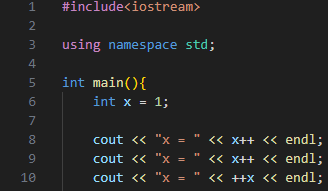 1 #include<iostream>
2
3 using namespace std;
4
5 int main(){
6     int x = 1;
7
8     cout << "x = " << x++ << endl;
9     cout << "x = " << x++ << endl;
10     cout << "x = " << ++x << endl;